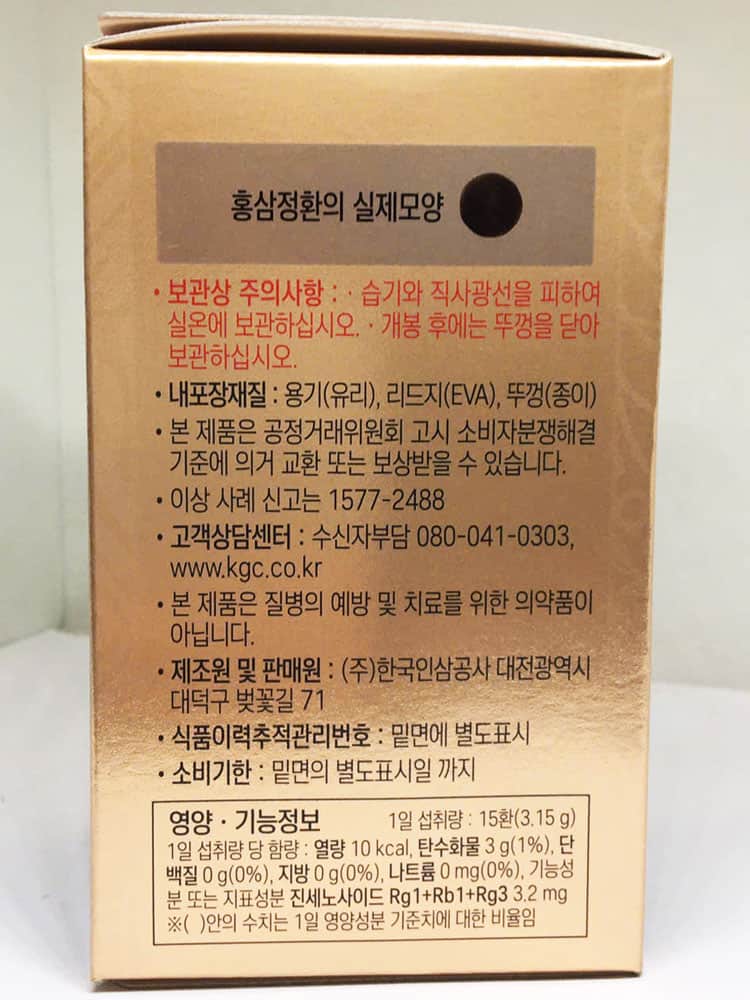 홍삼정환의 실제모양
• 보관상 주의사항 : · 습기와 직사광선을 피하여
실온에 보관하십시오. · 개봉 후에는 뚜껑을 닫아
보관하십시오.
• 내포장재질 : 용기(유리), 리드지(EVA), 뚜껑(종이)
• 본 제품은 공정거래위원회 고시 소비자분쟁해결
기준에 의거 교환 또는 보상받을 수 있습니다.
• 이상 사례 신고는 1577-2488
• 고객상담센터 : 수신자부담 080-041-0303,
www.kgc.co.kr
• 본 제품은 질병의 예방 및 치료를 위한 의약품이
아닙니다.
• 제조원 및 판매원 : (주)한국인삼공사 대전광역시
대덕구 벚꽃길 71
• 식품이력추적관리번호 : 밑면에 별도표시
• 소비기한 : 밑면의 별도표시일 까지
영양 · 기능정보 1일 섭취량 : 15환(3.15 g)
1일 섭취량 당 함량 : 열량 10 kcal, 탄수화물 3 g(1%), 단
백질 0 g(0%), 지방 0 g(0%), 나트륨 0 mg(0%), 기능성
분 또는 지표성분 진세노사이드 Rg1+Rb1+Rg3 3.2 mg
※( )안의 수치는 1일 영양성분 기준치에 대한 비율임